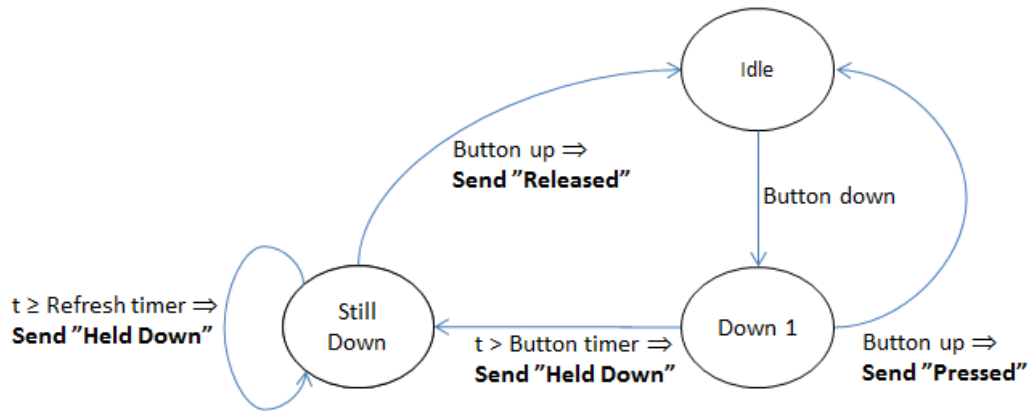 Idle
Button up ⇒
Send ”Released”
Button down
t ≥ Refresh timer ⇒
Send ”Held Down”
Still
Down
t > Button timer ⇒
Send ”Held Down”
Down 1
Button up ⇒
Send ”Pressed”